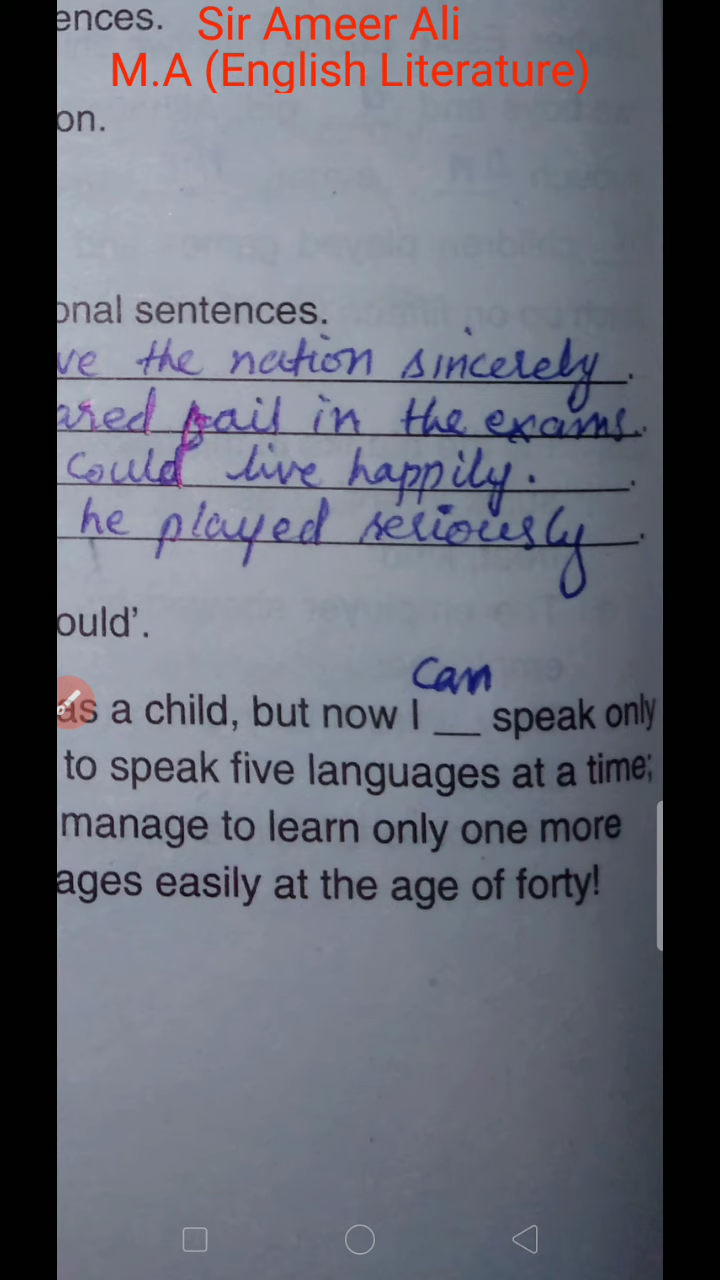 ences. Sir Ameer Ali
M.A (English Literature)
on.
onal sentences.
ve the nation sincerely.
ared fail in the exams.
could live happily.
he played seriously.
ould'.
can
as a child, but now I __ speak only
to speak five languages at a time;
manage to learn only one more
ages easily at the age of forty!